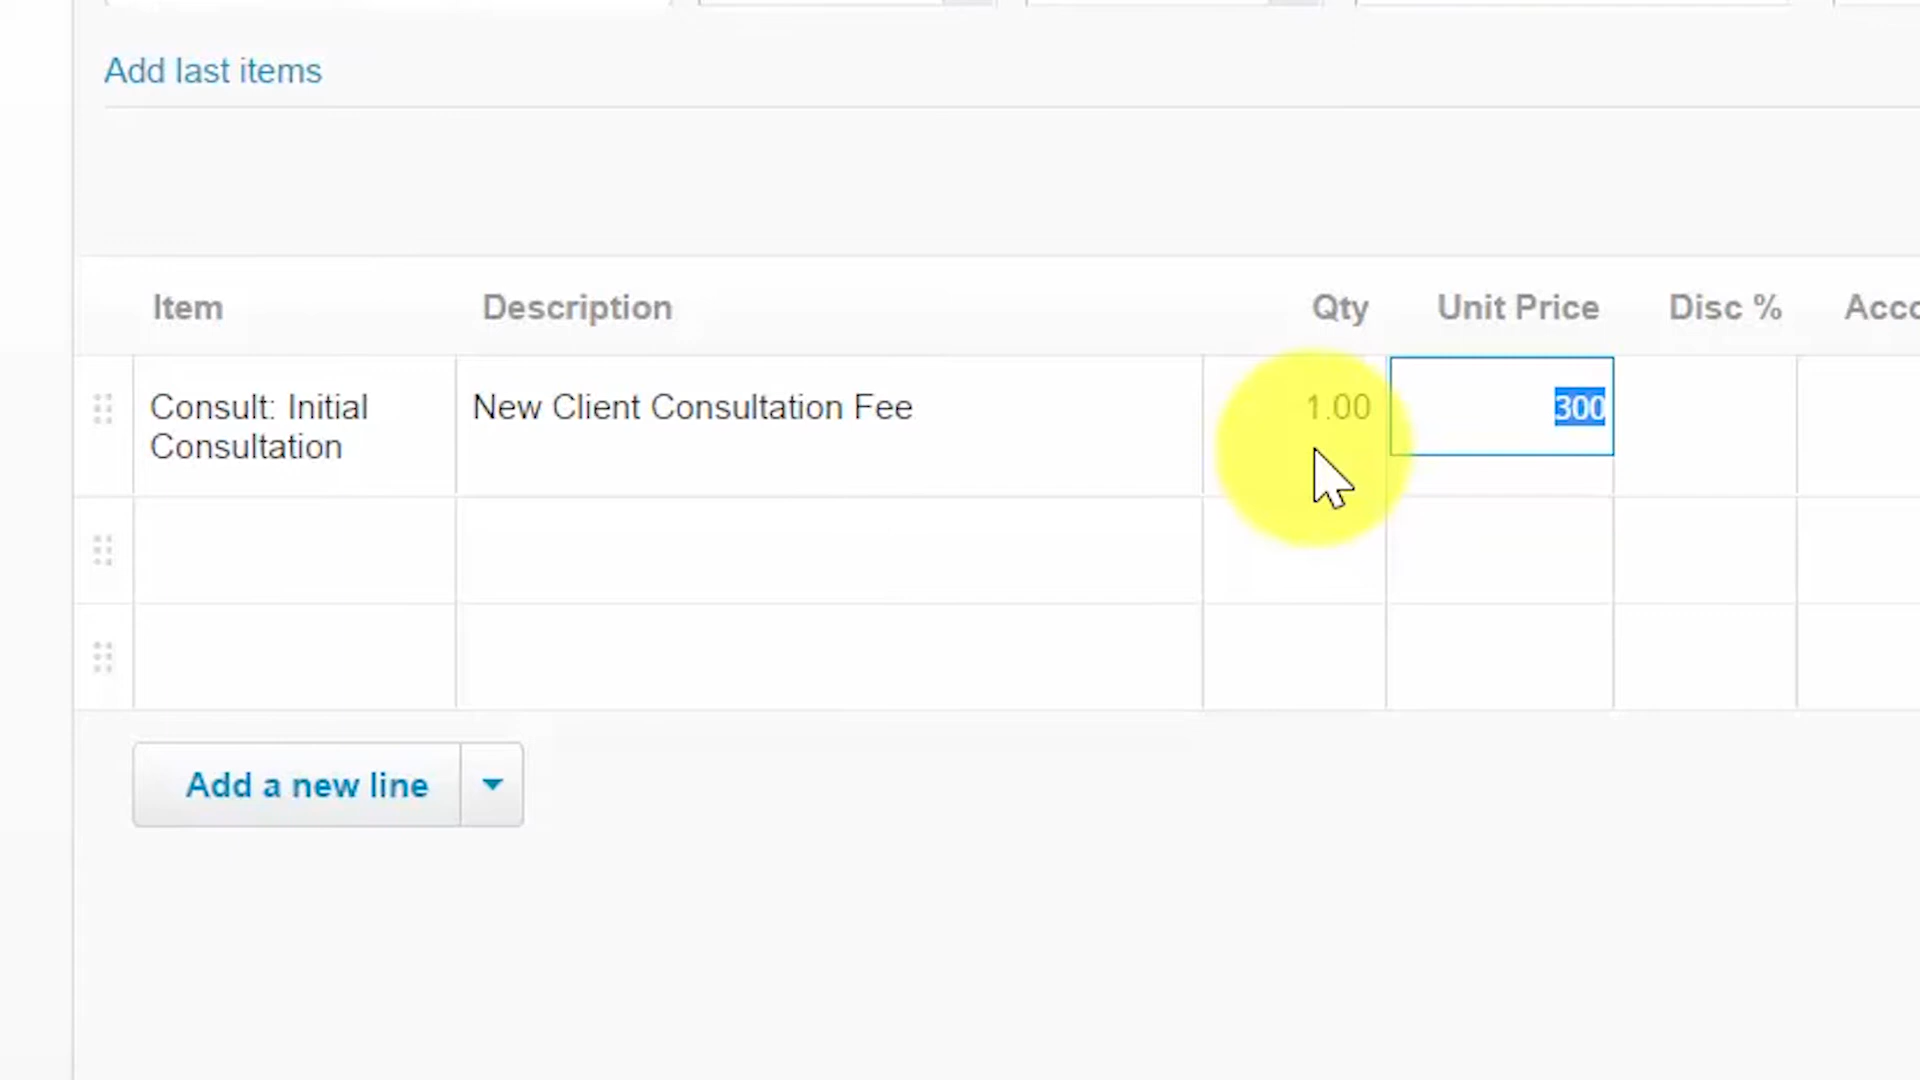 Add last items
Item Description Qty Unit Price Disc % Acco
Consult: Initial New Client Consultation Fee 1.00 300
Consultation
Add a new line